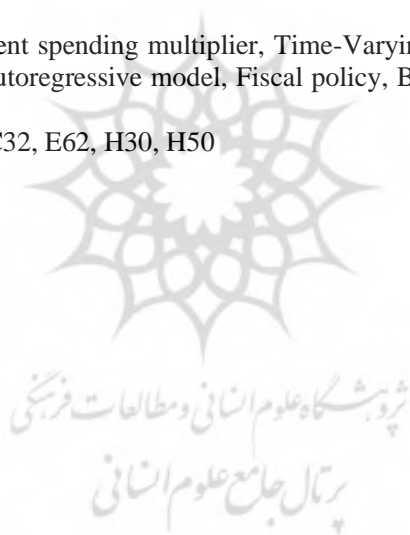 ent spending multiplier, Time-Varyin
utoregressive model, Fiscal policy, B
C32, E62, H30, H50
پژوهشگاه علوم انسانی و مطالعات فرهنگی
پرتال جامع علوم انسانی